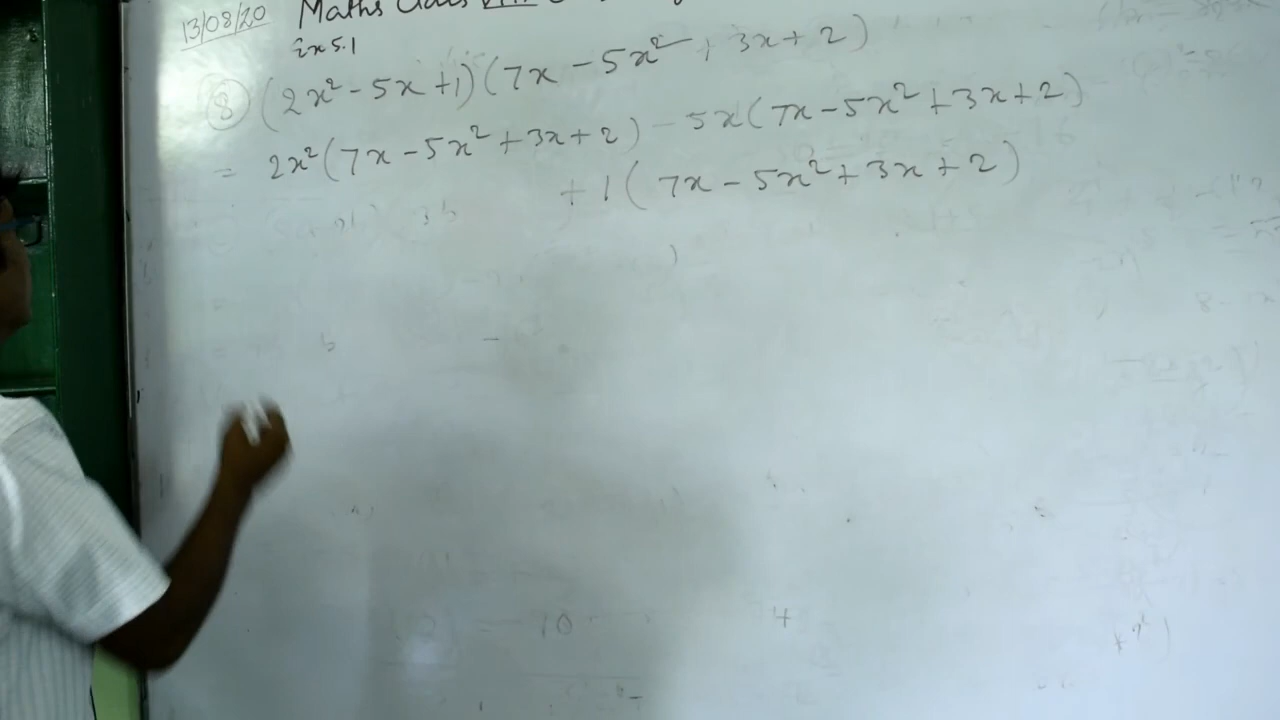 13/08/20 Maths Class VIII
Ex 5.1
8 (2x² - 5x + 1)(7x - 5x² + 3x + 2)
= 2x²(7x - 5x² + 3x + 2) - 5x(7x - 5x² + 3x + 2)
+ 1(7x - 5x² + 3x + 2)